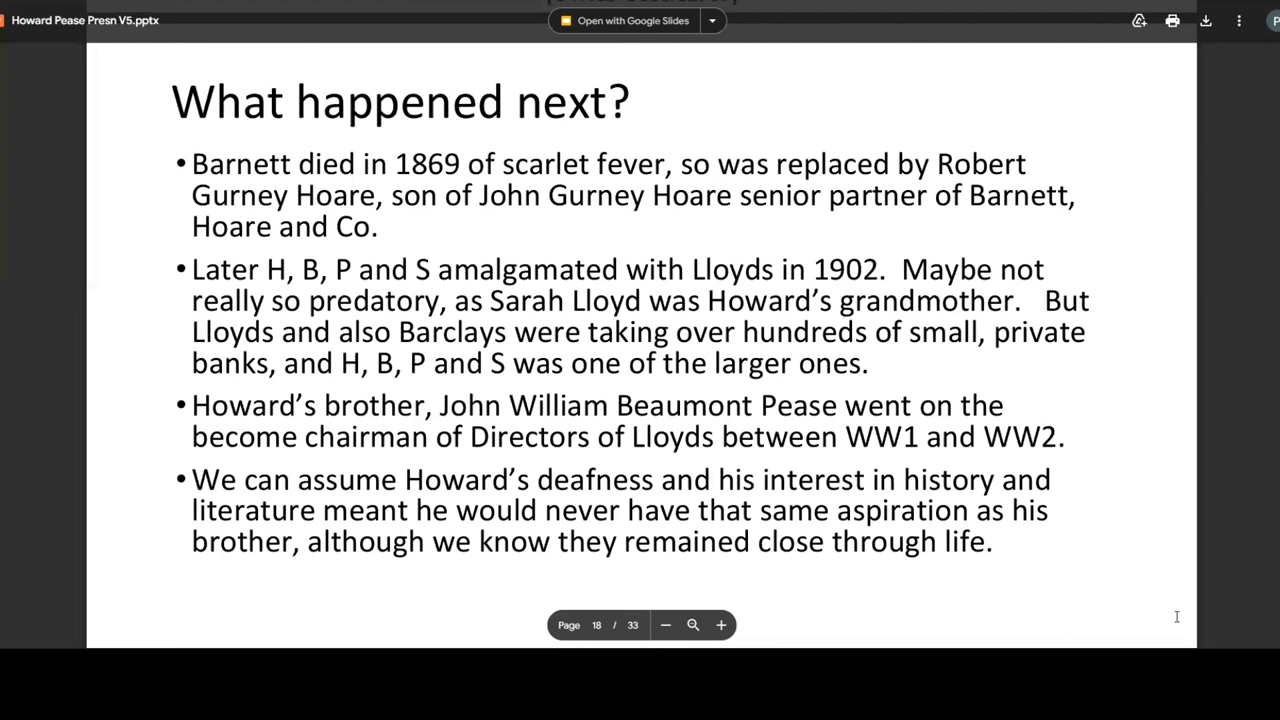 Howard Pease Presn V5.pptx
Open with Google Slides
What happened next?
• Barnett died in 1869 of scarlet fever, so was replaced by Robert
Gurney Hoare, son of John Gurney Hoare senior partner of Barnett,
Hoare and Co.
• Later H, B, P and S amalgamated with Lloyds in 1902.  Maybe not
really so predatory, as Sarah Lloyd was Howard’s grandmother.   But
Lloyds and also Barclays were taking over hundreds of small, private
banks, and H, B, P and S was one of the larger ones.
• Howard’s brother, John William Beaumont Pease went on the
become chairman of Directors of Lloyds between WW1 and WW2.
• We can assume Howard’s deafness and his interest in history and
literature meant he would never have that same aspiration as his
brother, although we know they remained close through life.
Page 18 / 33